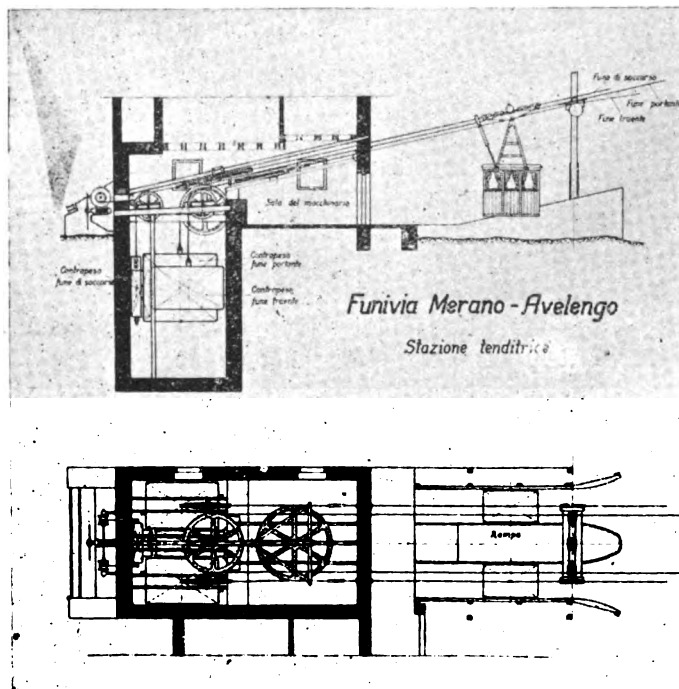 Fune di soccorso
Fune portante
Fune traente
Sala del macchinario
Contrapeso
fune portante
Contrapeso
fune di soccorso
Contrapeso
fune traente
Funivia Merano - Avelengo
Stazione tenditrice
Rampa